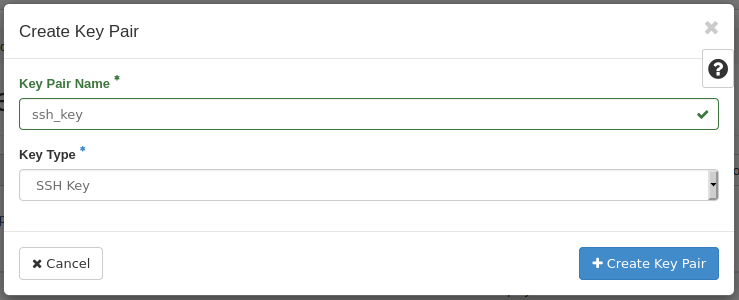 Create Key Pair
Key Pair Name *
ssh_key
Key Type *
SSH Key
Cancel
Create Key Pair